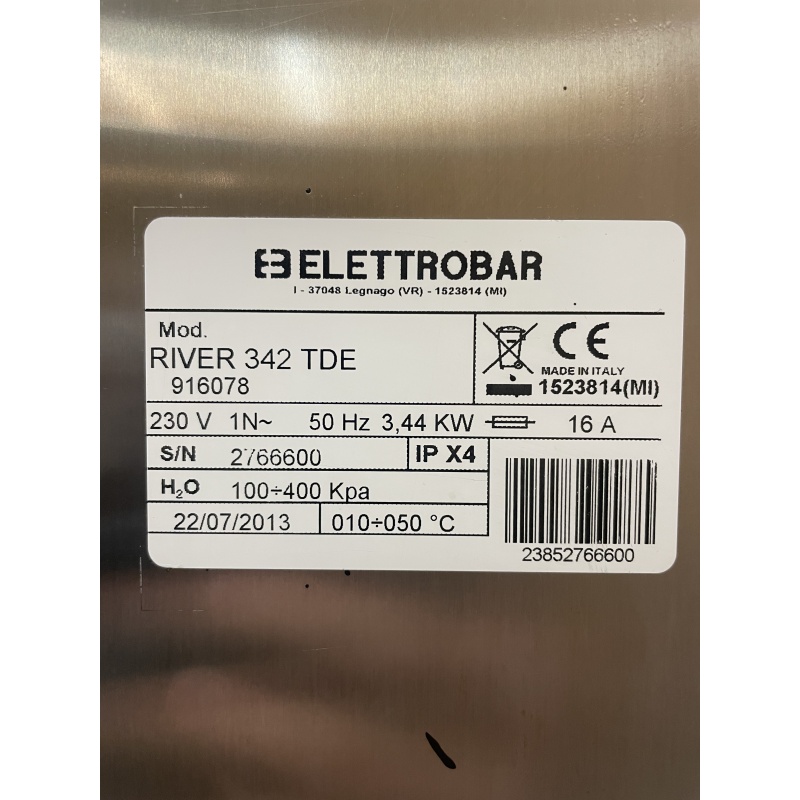 ELETTROBAR
I - 37048 Legnago (VR) - 1523814 (MI)
Mod.
RIVER 342 TDE
916078
CE
MADE IN ITALY
1523814(MI)
230 V 1N~ 50 Hz 3,44 KW 16 A
S/N 2766600 IP X4
H₂O 100÷400 Kpa
22/07/2013 010÷050 °C
23852766600